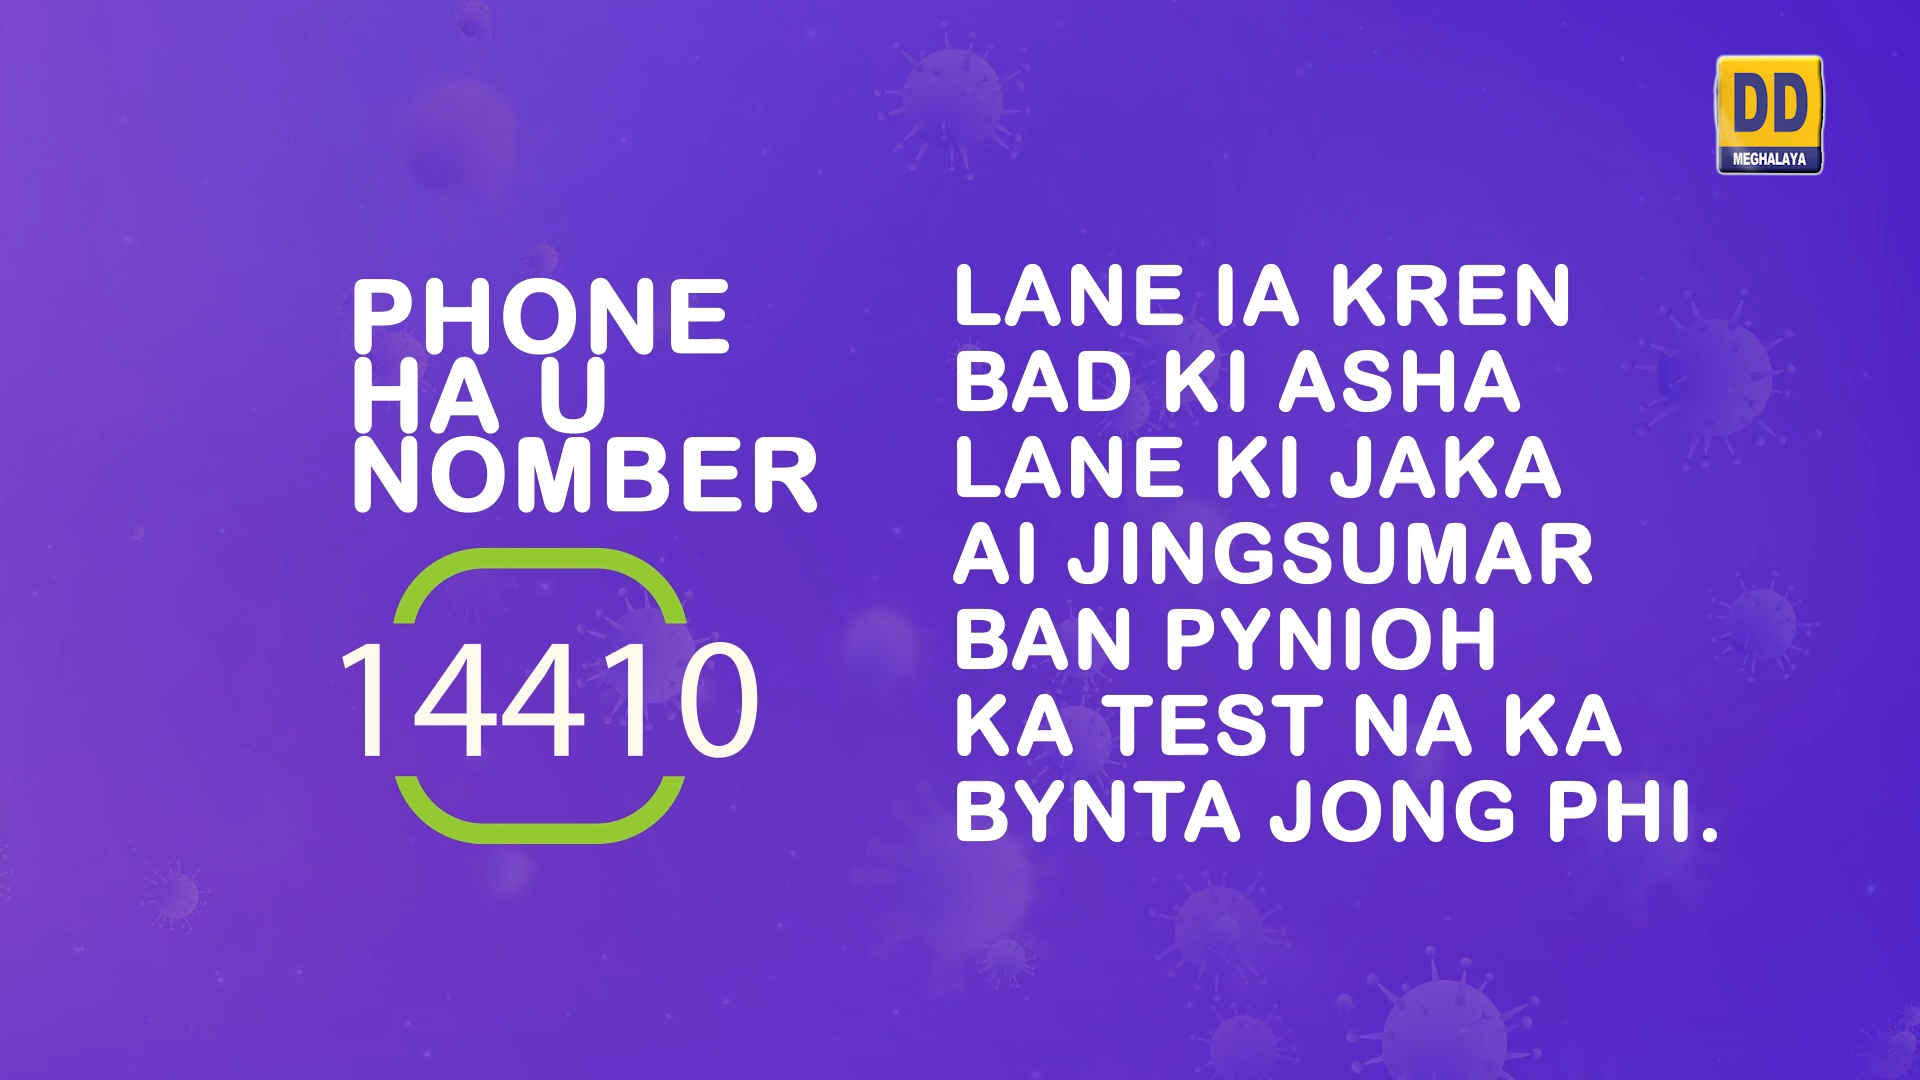 DD
MEGHALAYA
PHONE
HA U
NOMBER
14410
LANE IA KREN
BAD KI ASHA
LANE KI JAKA
AI JINGSUMAR
BAN PYNIOH
KA TEST NA KA
BYNTA JONG PHI.